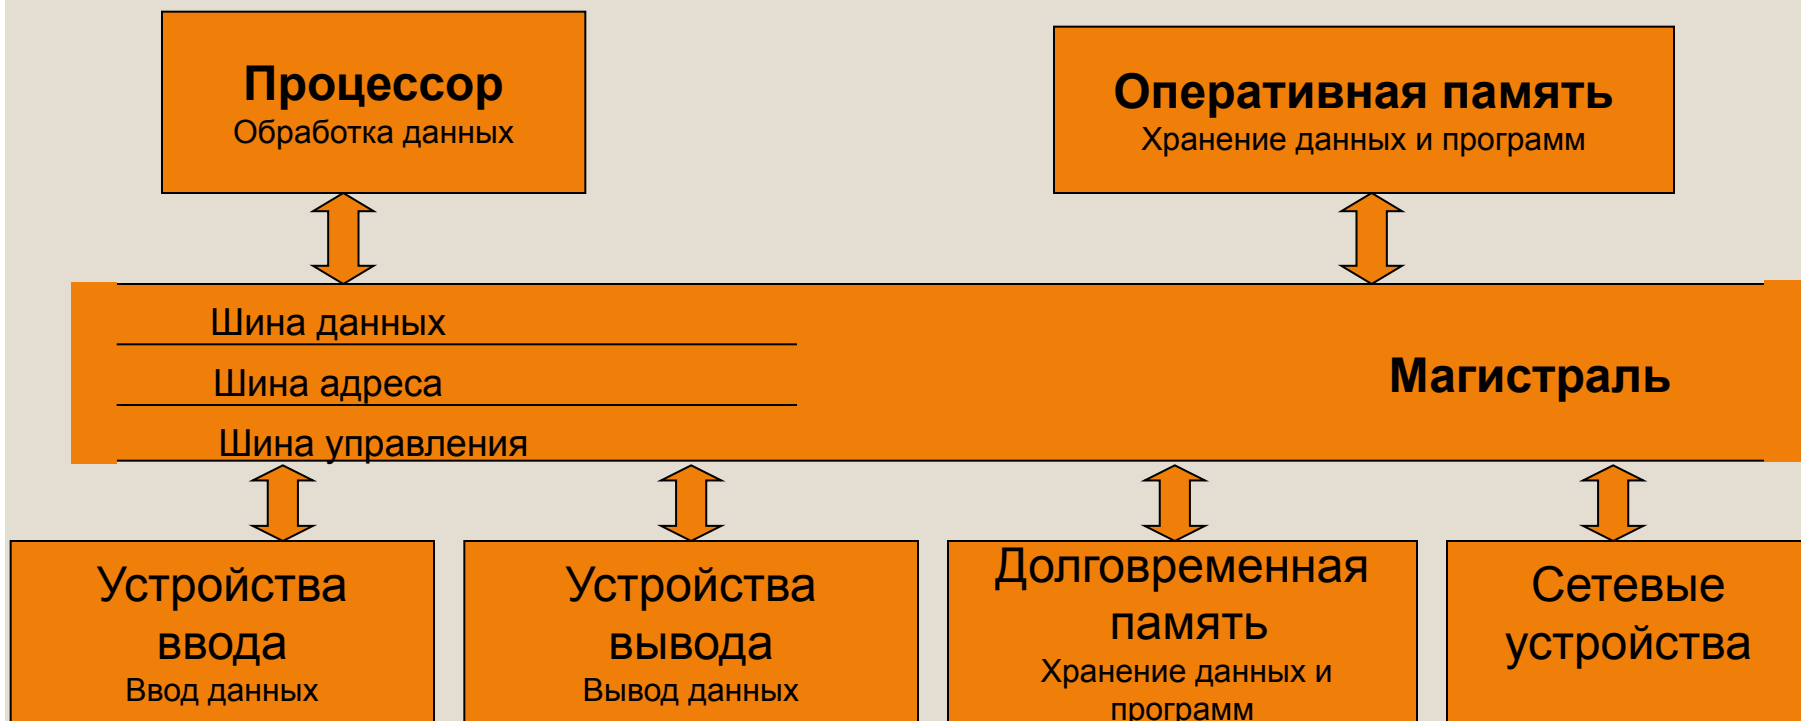 Процессор
Обработка данных
Оперативная память
Хранение данных и программ
Шина данных
Шина адреса
Шина управления
Магистраль
Устройства
ввода
Ввод данных
Устройства
вывода
Вывод данных
Долговременная
память
Хранение данных и
программ
Сетевые
устройства